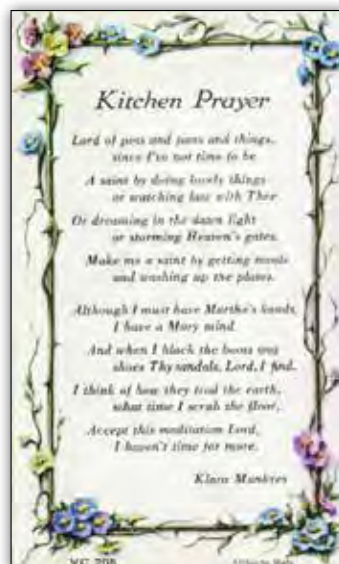 Kitchen Prayer
Lord of pots and pans and things,
since I've not time to be
A saint by doing lovely things
or watching late with Thee
Or dreaming in the dawn light
or storming Heaven's gates,
Make me a saint by getting meals
and washing up the plates.
Although I must have Martha's hands,
I have a Mary mind
And when I black the boots and
shoes Thy sandals, Lord, I find.
I think of how they trod the earth,
what time I scrub the floor,
Accept this meditation Lord,
I haven't time for more.
Klara Munkres